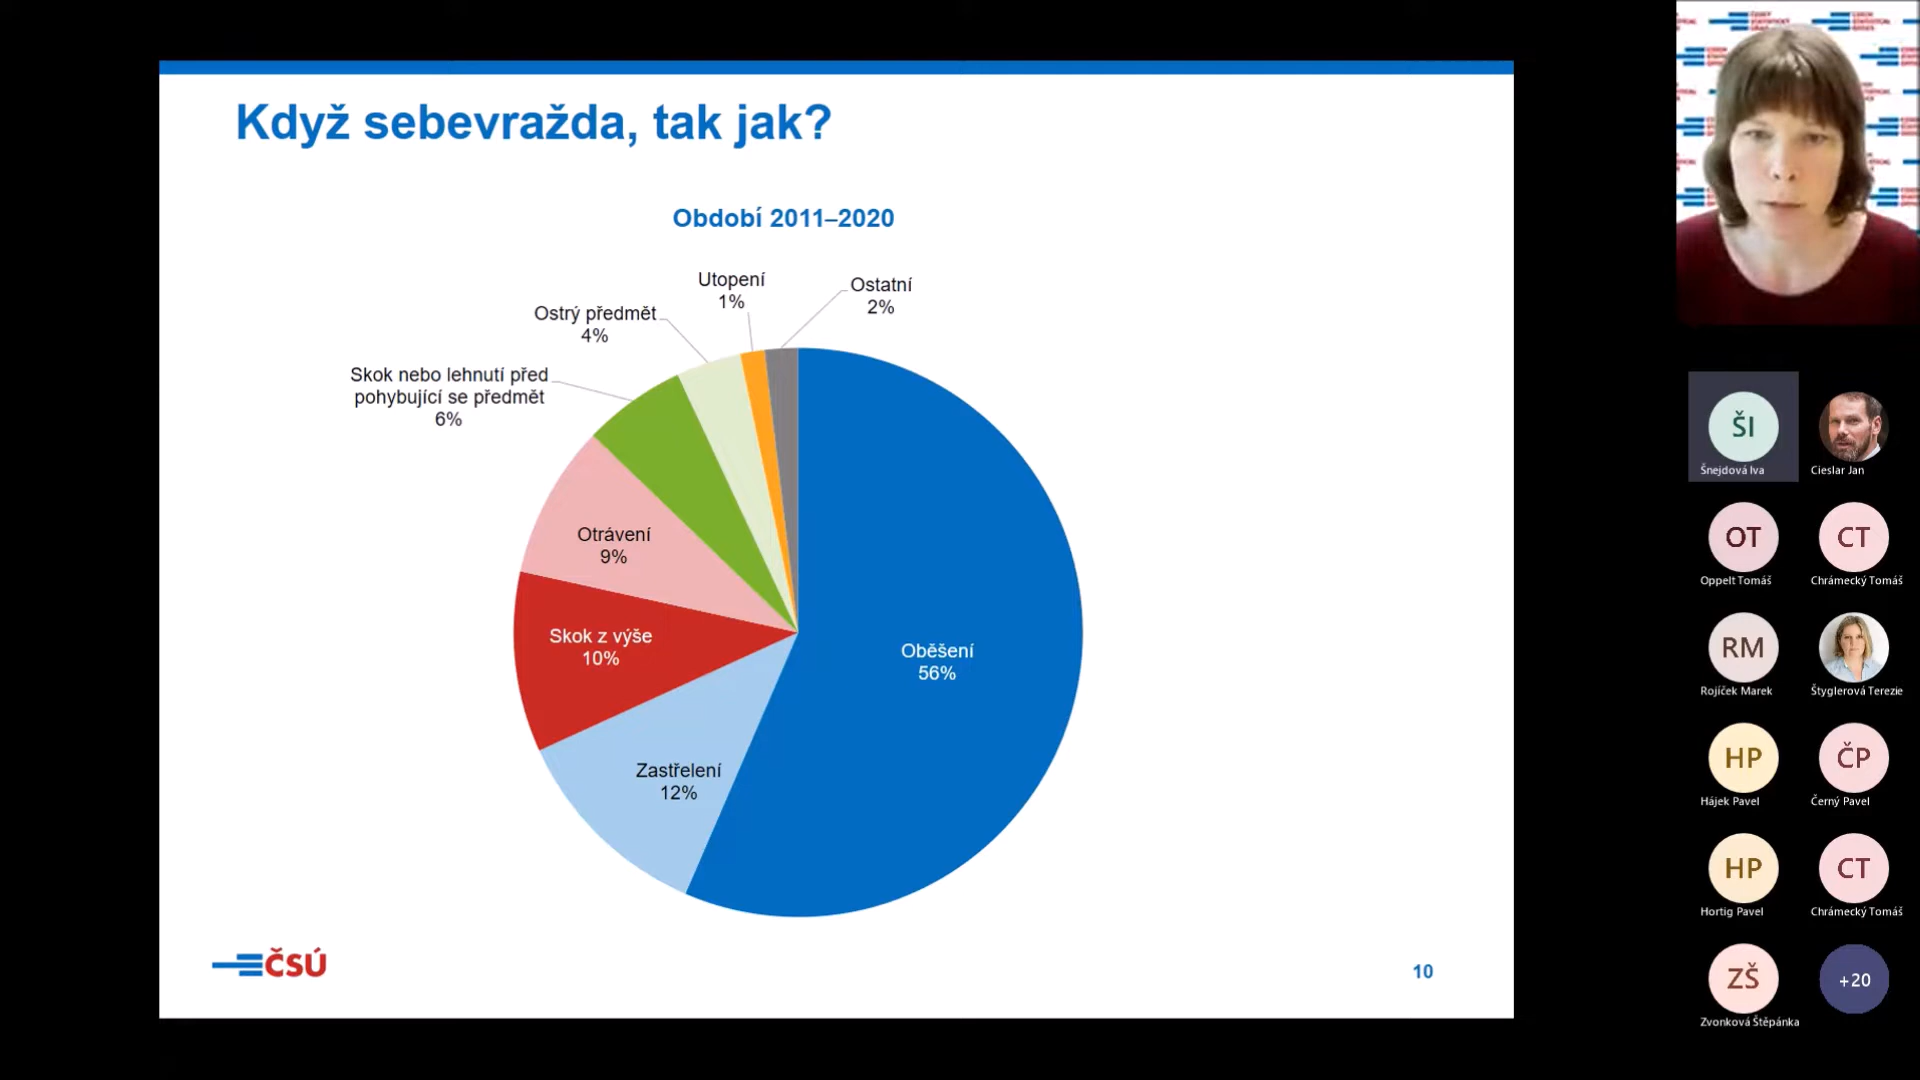 Když sebevražda, tak jak?
Období 2011–2020
Utopení
1%
Ostatní
2%
Ostrý předmět
4%
Skok nebo lehnutí před
pohybující se předmět
6%
Otrávení
9%
Skok z výše
10%
Oběšení
56%
Zastřelení
12%
ČSÚ
10
ŠI
Šnejdová Iva
Cieslar Jan
OT
Oppelt Tomáš
CT
Chrámecký Tomáš
RM
Rojíček Marek
Štyglerová Terezie
HP
Hájek Pavel
ČP
Černý Pavel
HP
Hortig Pavel
CT
Chrámecký Tomáš
ZŠ
Zvonková Štěpánka
+20